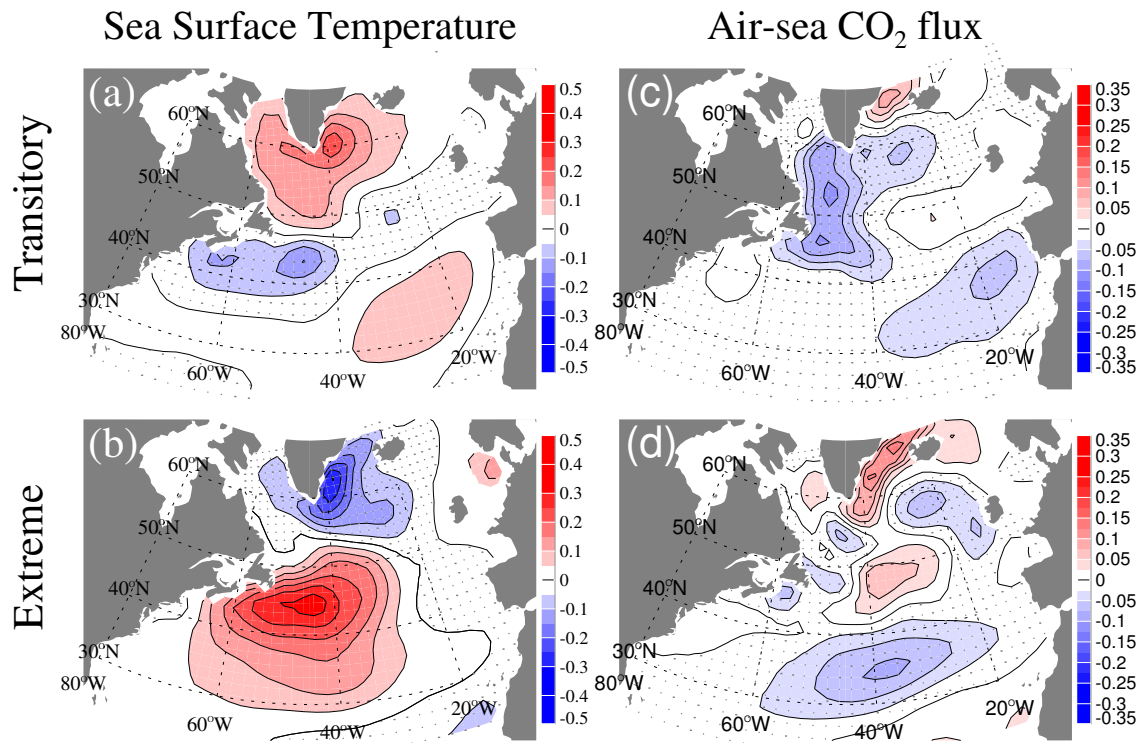 Sea Surface Temperature
Air-sea CO₂ flux
Transitory
Extreme
(a)
60°N
50°N
40°N
30°N
80°W
60°W
40°W
20°W
0.5
0.4
0.3
0.2
0.1
0
-0.1
-0.2
-0.3
-0.4
-0.5
(c)
60°N
50°N
40°N
30°N
80°W
60°W
40°W
20°W
0.35
0.3
0.25
0.2
0.15
0.1
0.05
0
-0.05
-0.1
-0.15
-0.2
-0.25
-0.3
-0.35
(b)
60°N
50°N
40°N
30°N
80°W
60°W
40°W
20°W
0.5
0.4
0.3
0.2
0.1
0
-0.1
-0.2
-0.3
-0.4
-0.5
(d)
60°N
50°N
40°N
30°N
80°W
60°W
40°W
20°W
0.35
0.3
0.25
0.2
0.15
0.1
0.05
0
-0.05
-0.1
-0.15
-0.2
-0.25
-0.3
-0.35